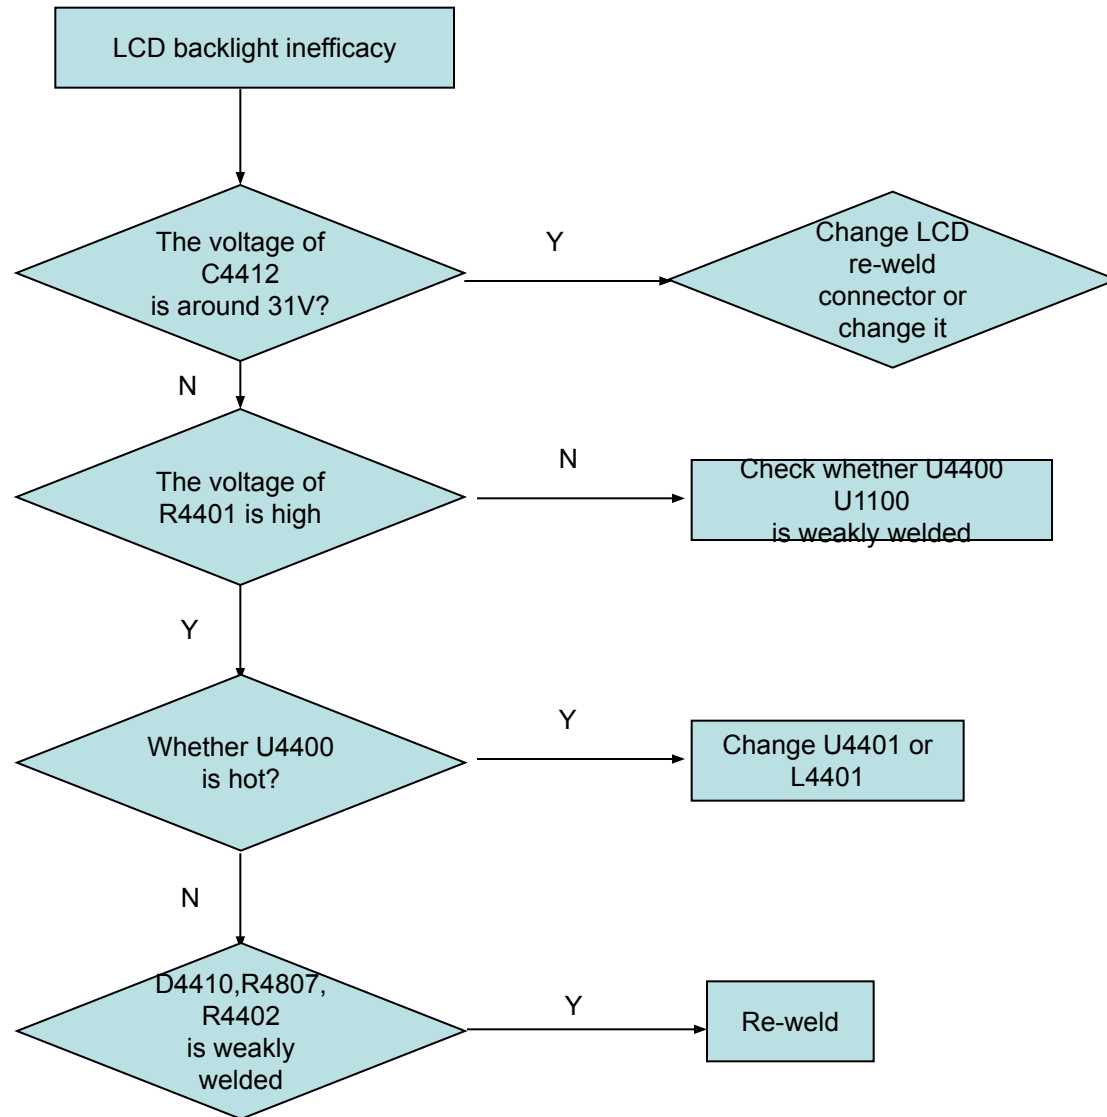 LCD backlight inefficacy
The voltage of
C4412
is around 31V?
Y
Change LCD
re-weld
connector or
change it
N
The voltage of
R4401 is high
N
Check whether U4400
U1100
is weakly welded
Y
Whether U4400
is hot?
Y
Change U4401 or
L4401
N
D4410,R4807,
R4402
is weakly
welded
Y
Re-weld